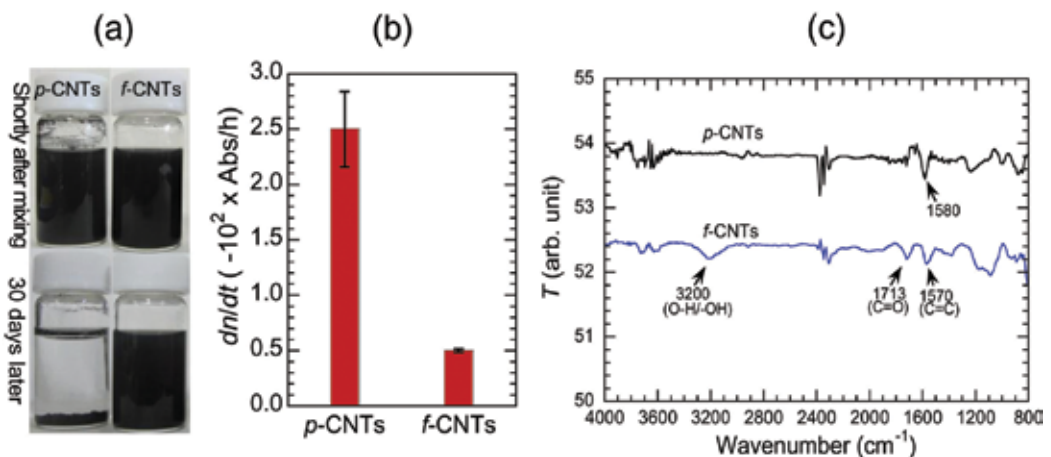 (a)
(b)
(c)
p-CNTs f-CNTs
Shortly after mixing
30 days later
3.0
2.5
2.0
1.5
1.0
0.5
0.0
dn/dt ( -10² x Abs/h)
p-CNTs f-CNTs
55
54
53
52
51
50
T (arb. unit)
p-CNTs
1580
f-CNTs
3200
(O-H/-OH)
1713
(C=O)
1570
(C=C)
4000 3600 3200 2800 2400 2000 1600 1200 800
Wavenumber (cm⁻¹)